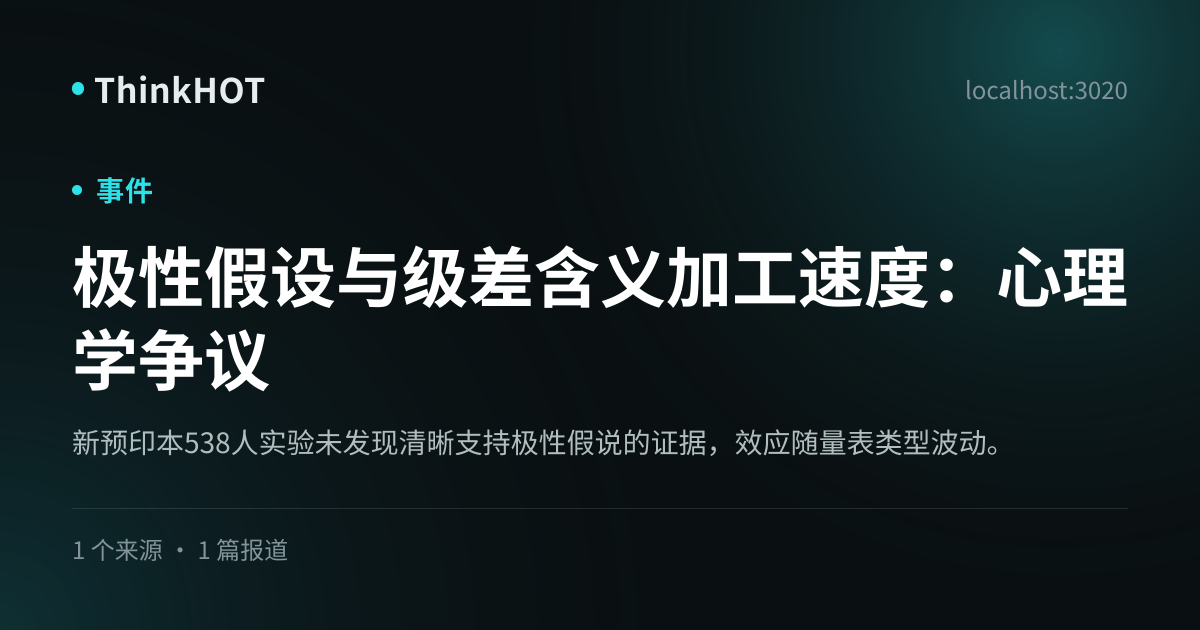 ThinkHOT
localhost:3020
事件
极性假设与级差含义加工速度：心理
学争议
新预印本538人实验未发现清晰支持极性假说的证据，效应随量表类型波动。
1 个来源 · 1 篇报道